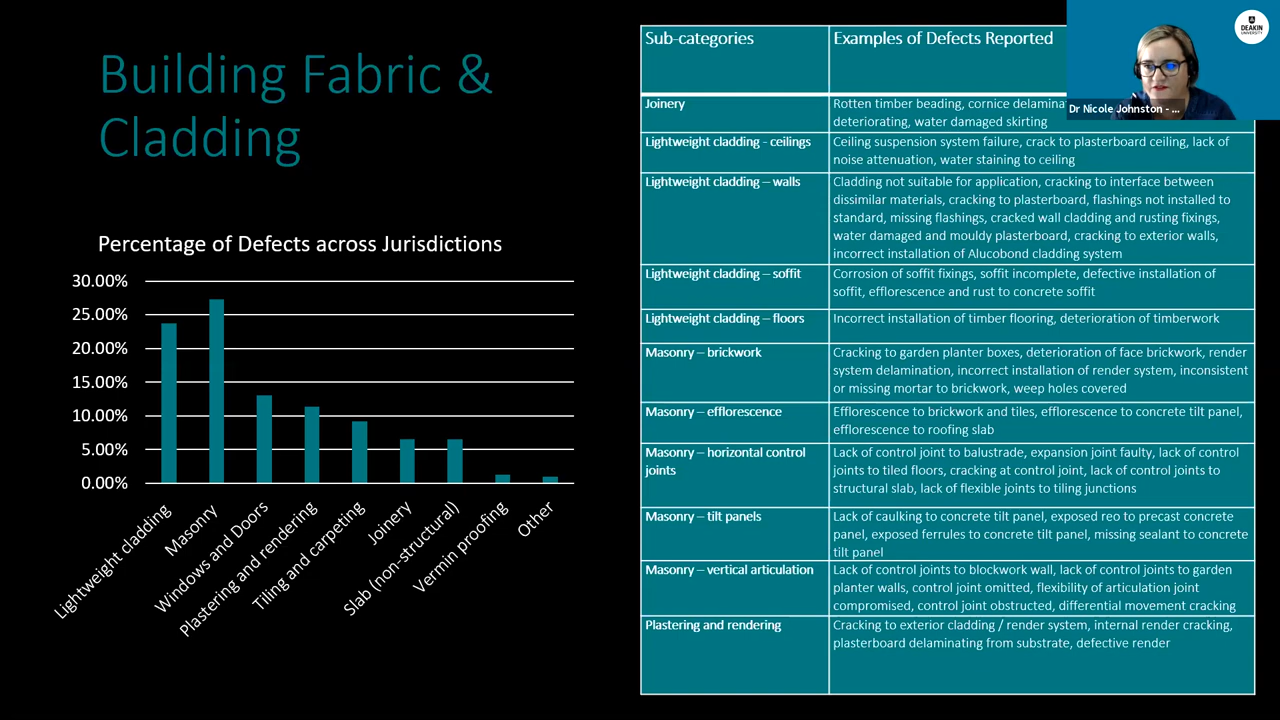 Building Fabric &
Cladding
Percentage of Defects across Jurisdictions
30.00%
25.00%
20.00%
15.00%
10.00%
5.00%
0.00%
Lightweight cladding
Masonry
Windows and Doors
Plastering and rendering
Tiling and carpeting
Joinery
Slab (non-structural)
Vermin proofing
Other
Sub-categories
Examples of Defects Reported
Joinery
Rotten timber beading, cornice
deteriorating, water damaged skirting
Lightweight cladding - ceilings
Ceiling suspension system failure, crack to plasterboard ceiling, lack of
noise attenuation, water staining to ceiling
Lightweight cladding – walls
Cladding not suitable for application, cracking to interface between
dissimilar materials, cracking to plasterboard, flashings not installed to
standard, missing flashings, cracked wall cladding and rusting fixings,
water damaged and mouldy plasterboard, cracking to exterior walls,
incorrect installation of Alucobond cladding system
Lightweight cladding – soffit
Corrosion of soffit fixings, soffit incomplete, defective installation of
soffit, efflorescence and rust to concrete soffit
Lightweight cladding – floors
Incorrect installation of timber flooring, deterioration of timberwork
Masonry – brickwork
Cracking to garden planter boxes, deterioration of face brickwork, render
system delamination, incorrect installation of render system, inconsistent
or missing mortar to brickwork, weep holes covered
Masonry – efflorescence
Efflorescence to brickwork and tiles, efflorescence to concrete tilt panel,
efflorescence to roofing slab
Masonry – horizontal control
joints
Lack of control joint to balustrade, expansion joint faulty, lack of control
joints to tiled floors, cracking at control joint, lack of control joints to
structural slab, lack of flexible joints to tiling junctions
Masonry – tilt panels
Lack of caulking to concrete tilt panel, exposed reo to precast concrete
panel, exposed ferrules to concrete tilt panel, missing sealant to concrete
tilt panel
Masonry – vertical articulation
Lack of control joints to blockwork wall, lack of control joints to garden
planter walls, control joint omitted, flexibility of articulation joint
compromised, control joint obstructed, differential movement cracking
Plastering and rendering
Cracking to exterior cladding / render system, internal render cracking,
plasterboard delaminating from substrate, defective render
Dr Nicole Johnston - ...
DEAKIN
UNIVERSITY